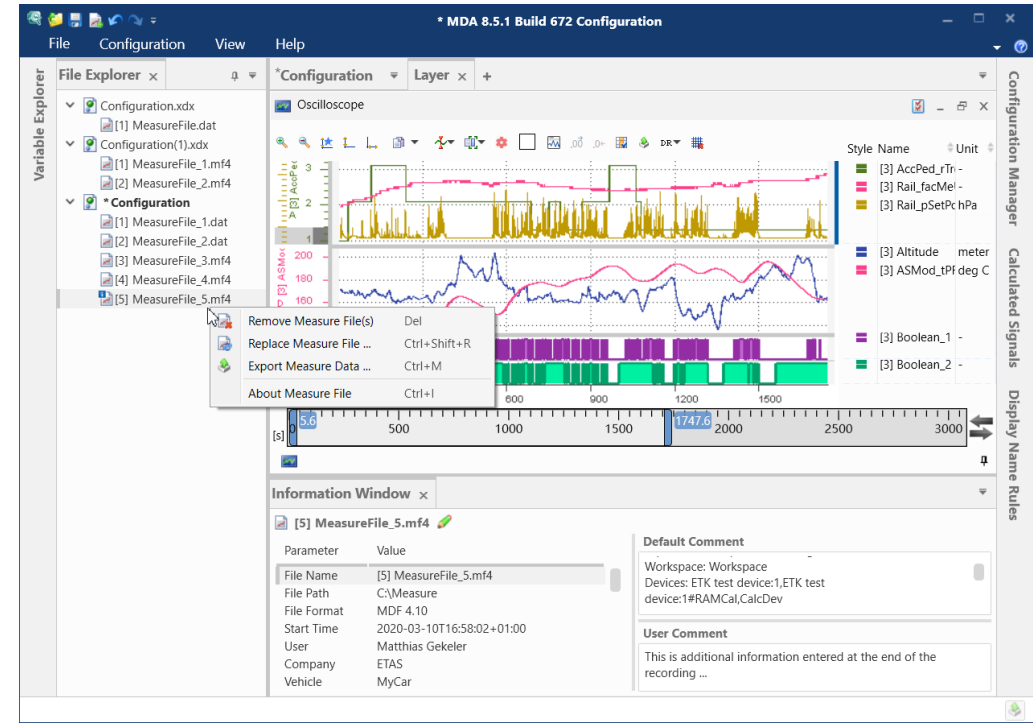 * MDA 8.5.1 Build 672 Configuration
File Configuration View Help
Variable Explorer
File Explorer
Configuration.xdx
[1] MeasureFile.dat
Configuration(1).xdx
[1] MeasureFile_1.mf4
[2] MeasureFile_2.mf4
* Configuration
[1] MeasureFile_1.dat
[2] MeasureFile_2.dat
[3] MeasureFile_3.mf4
[4] MeasureFile_4.mf4
[5] MeasureFile_5.mf4
Remove Measure File(s) Del
Replace Measure File ... Ctrl+Shift+R
Export Measure Data ... Ctrl+M
About Measure File Ctrl+I
*Configuration Layer +
Oscilloscope
DR
Style Name Unit
[3] AccPed_rTr -
[3] Rail_facMe -
[3] Rail_pSetPc hPa
[3] Altitude meter
[3] ASMod_tPF deg C
[3] Boolean_1 -
[3] Boolean_2 -
[3] AccPe
3
2
1
[3] ASMod
200
180
160
600 900 1200 1500
[s] 0 5.6 500 1000 1500 1747.6 2000 2500 3000
Information Window
[5] MeasureFile_5.mf4
Parameter Value
File Name [5] MeasureFile_5.mf4
File Path C:\Measure
File Format MDF 4.10
Start Time 2020-03-10T16:58:02+01:00
User Matthias Gekeler
Company ETAS
Vehicle MyCar
Default Comment
Workspace: Workspace
Devices: ETK test device:1,ETK test
device:1#RAMCal,CalcDev
User Comment
This is additional information entered at the end of the
recording ...
Configuration Manager
Calculated Signals
Display Name Rules